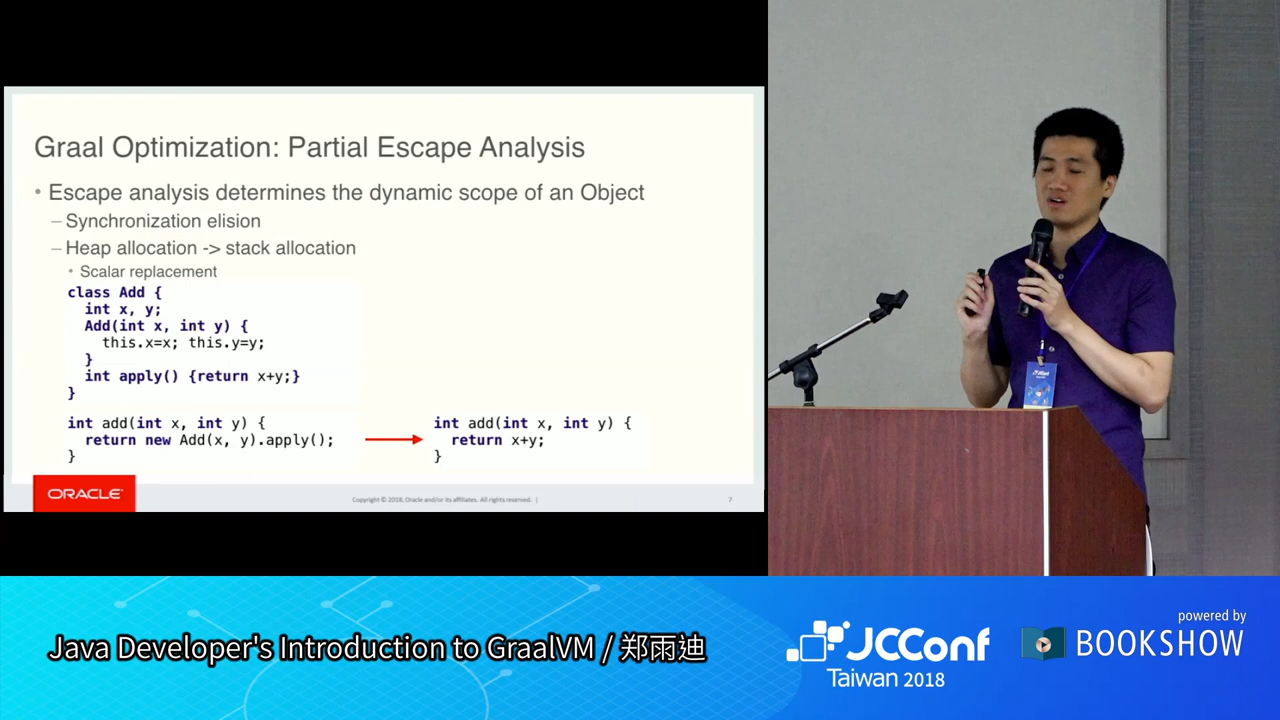 Graal Optimization: Partial Escape Analysis
• Escape analysis determines the dynamic scope of an Object
– Synchronization elision
– Heap allocation -> stack allocation
• Scalar replacement
class Add {
int x, y;
Add(int x, int y) {
this.x=x; this.y=y;
}
int apply() {return x+y;}
}
int add(int x, int y) {
return new Add(x, y).apply();
}
int add(int x, int y) {
return x+y;
}
ORACLE
Copyright © 2018, Oracle and/or its affiliates. All rights reserved. |
7
Java Developer's Introduction to GraalVM / 郑雨迪
JCConf
Taiwan 2018
powered by
BOOKSHOW